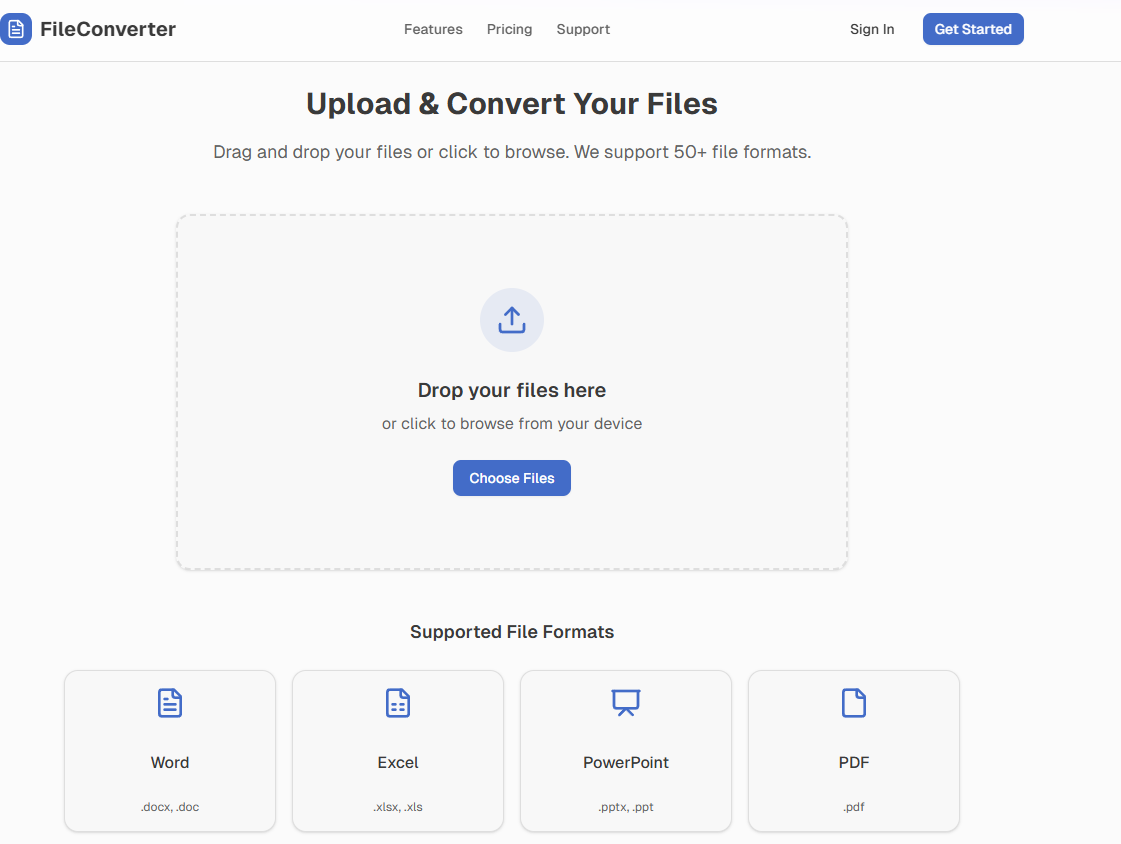 FileConverter
Features
Pricing
Support
Sign In
Get Started
Upload & Convert Your Files
Drag and drop your files or click to browse. We support 50+ file formats.
Drop your files here
or click to browse from your device
Choose Files
Supported File Formats
Word
.docx, .doc
Excel
.xlsx, .xls
PowerPoint
.pptx, .ppt
PDF
.pdf